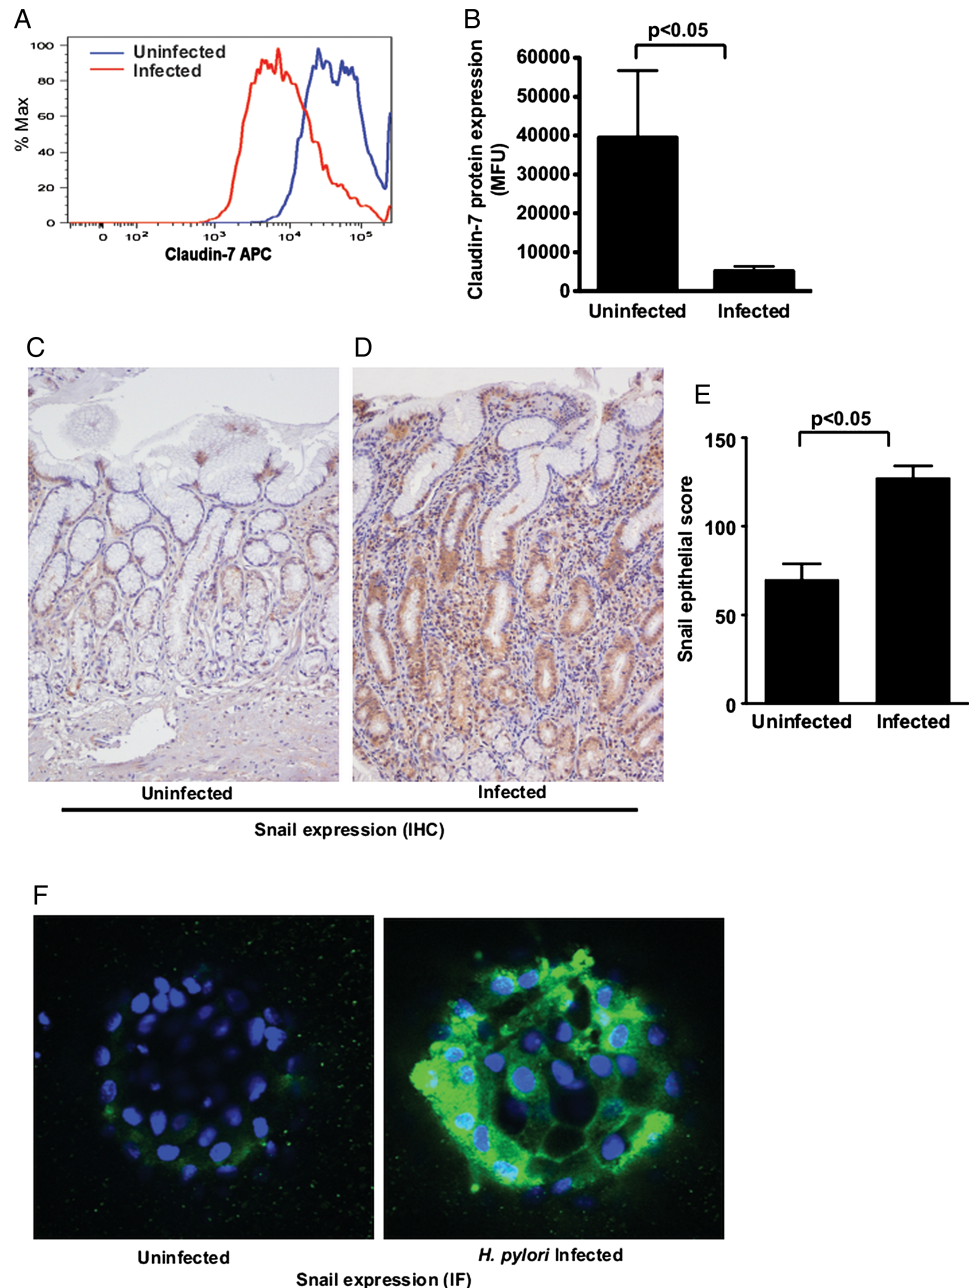 A
Uninfected
Infected
% Max
100
80
60
40
20
0
0 10² 10³ 10⁴ 10⁵
Claudin-7 APC
B
p<0.05
Claudin-7 protein expression
(MFU)
60000
50000
40000
30000
20000
10000
0
Uninfected Infected
C
D
Uninfected
Infected
Snail expression (IHC)
E
p<0.05
Snail epithelial score
150
100
50
0
Uninfected Infected
F
Uninfected
H. pylori Infected
Snail expression (IF)